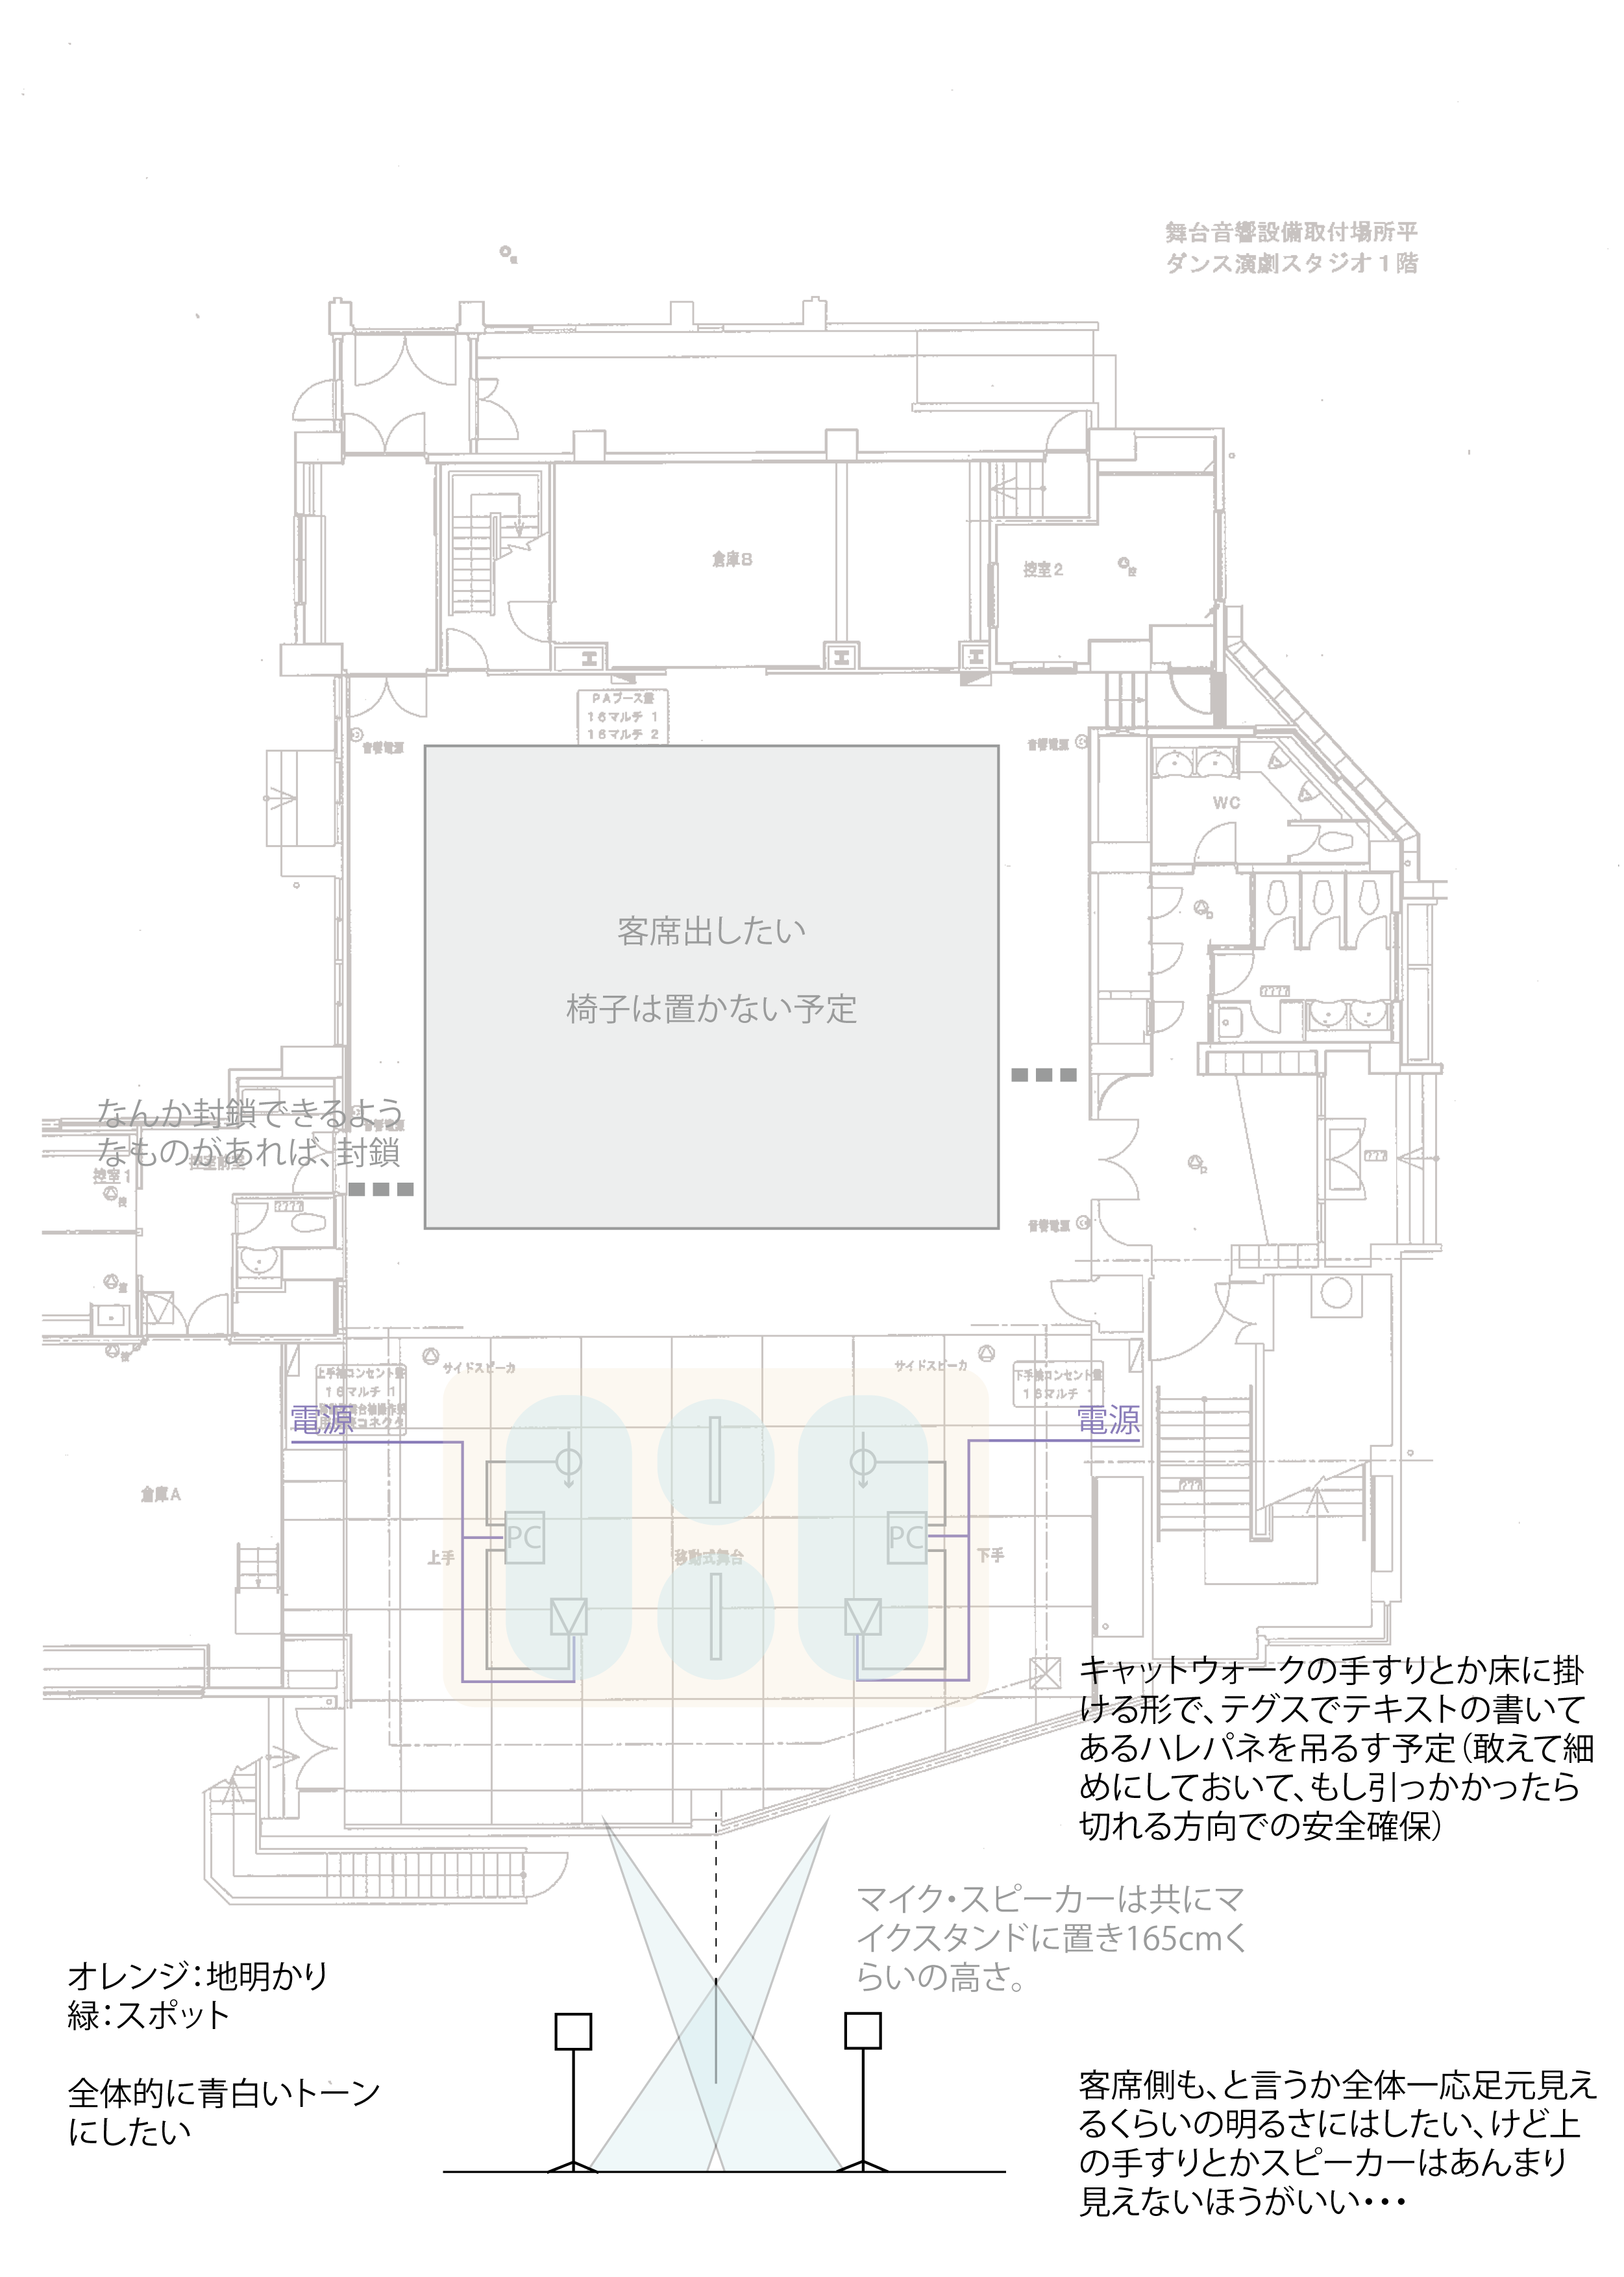 舞台音響設備取付場所平
ダンス演劇スタジオ1階
倉庫B
控室2
控
PAブース盤
16マルチ 1
16マルチ 2
音響電源
音響電源
WC
客席出したい
椅子は置かない予定
なんか封鎖できるよう
なものがあれば、封鎖
音響電源
控室1
控室前室
控
音響電源
サイドスピーカ
サイドスピーカ
上手袖コンセント盤
16マルチ 1
コネクタ
下手袖コンセント盤
16マルチ 1
電源
電源
倉庫A
PC
PC
上手
移動式舞台
下手
キャットウォークの手すりとか床に掛
ける形で、テグスでテキストの書いて
あるハレパネを吊るす予定（敢えて細
めにしておいて、もし引っかかったら
切れる方向での安全確保）
マイク・スピーカーは共にマ
イクスタンドに置き165cmく
らいの高さ。
オレンジ：地明かり
緑：スポット
全体的に青白いトーン
にしたい
客席側も、と言うか全体一応足元見え
るくらいの明るさにはしたい、けど上
の手すりとかスピーカーはあんまり
見えないほうがいい・・・